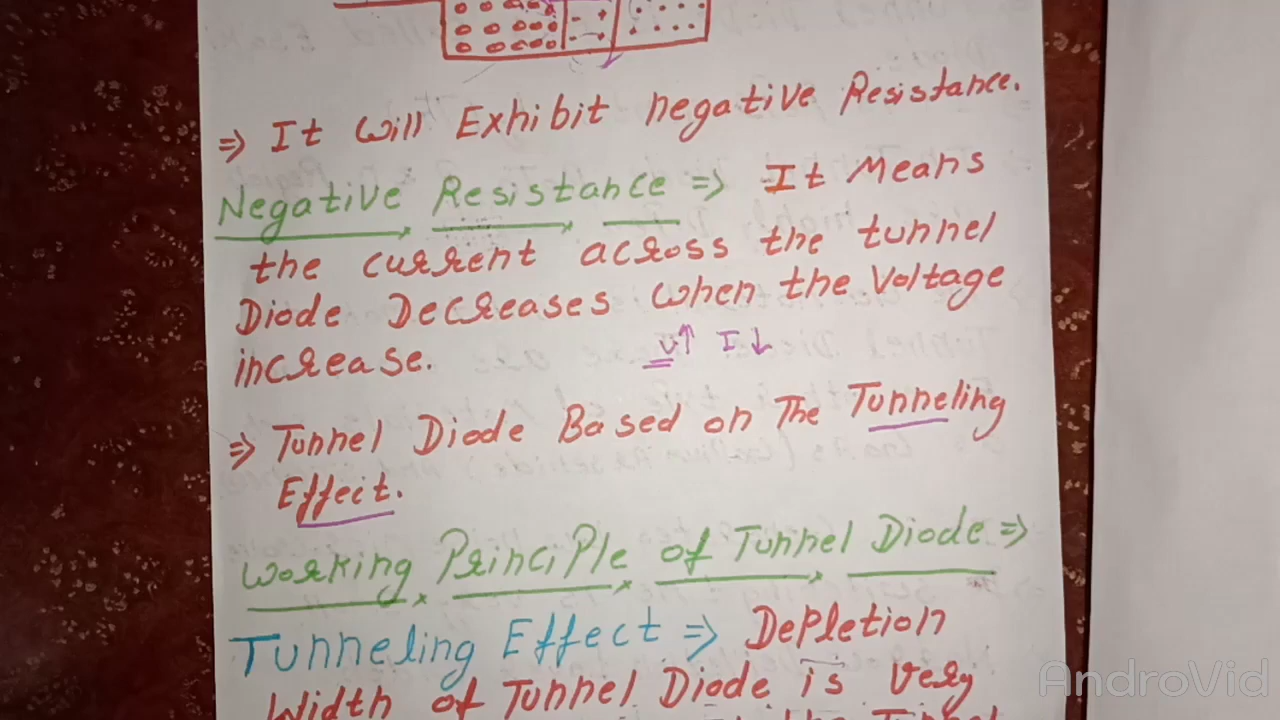 ⇒ It Will Exhibit negative Resistance.
Negative Resistance ⇒ It Means
the current across the tunnel
Diode Decreases when the Voltage
increase. V↑ I↓
⇒ Tunnel Diode Based on The Tunneling
Effect.
Working Principle of Tunnel Diode ⇒
Tunneling Effect ⇒ Depletion
Width of Tunnel Diode is Very
the Tunnel
AndroVid